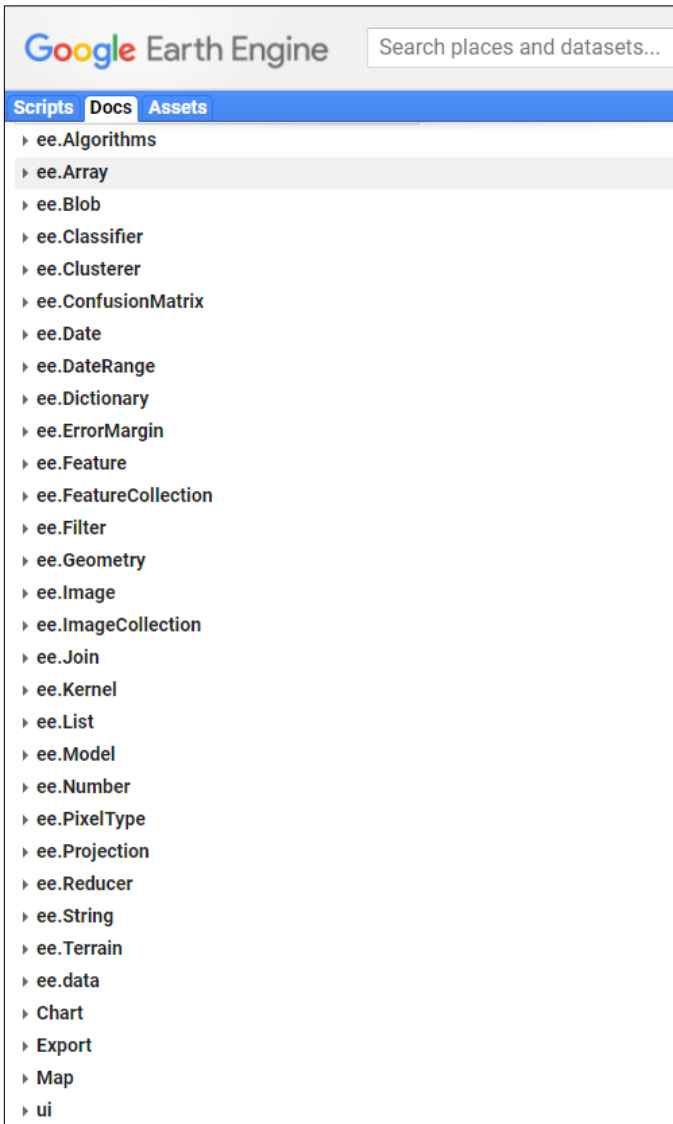 Google Earth Engine
Search places and datasets...
Scripts Docs Assets
ee.Algorithms
ee.Array
ee.Blob
ee.Classifier
ee.Clusterer
ee.ConfusionMatrix
ee.Date
ee.DateRange
ee.Dictionary
ee.ErrorMargin
ee.Feature
ee.FeatureCollection
ee.Filter
ee.Geometry
ee.Image
ee.ImageCollection
ee.Join
ee.Kernel
ee.List
ee.Model
ee.Number
ee.PixelType
ee.Projection
ee.Reducer
ee.String
ee.Terrain
ee.data
Chart
Export
Map
ui